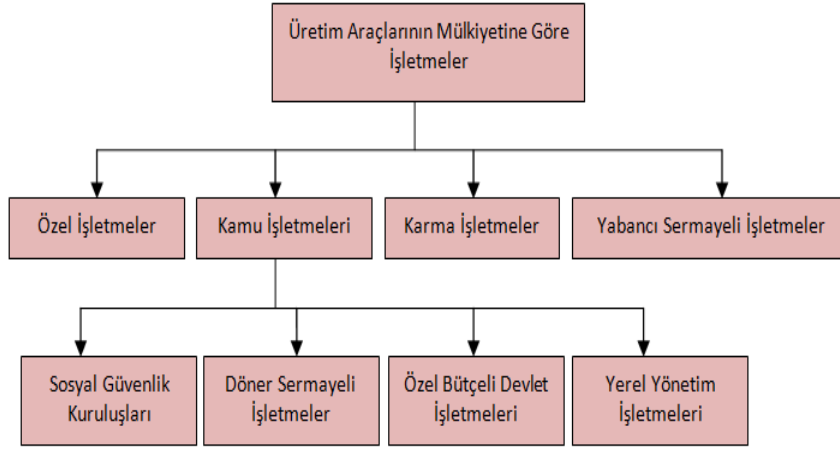 Üretim Araçlarının Mülkiyetine Göre
İşletmeler
Özel İşletmeler
Kamu İşletmeleri
Karma İşletmeler
Yabancı Sermayeli İşletmeler
Sosyal Güvenlik
Kuruluşları
Döner Sermayeli
İşletmeler
Özel Bütçeli Devlet
İşletmeleri
Yerel Yönetim
İşletmeleri